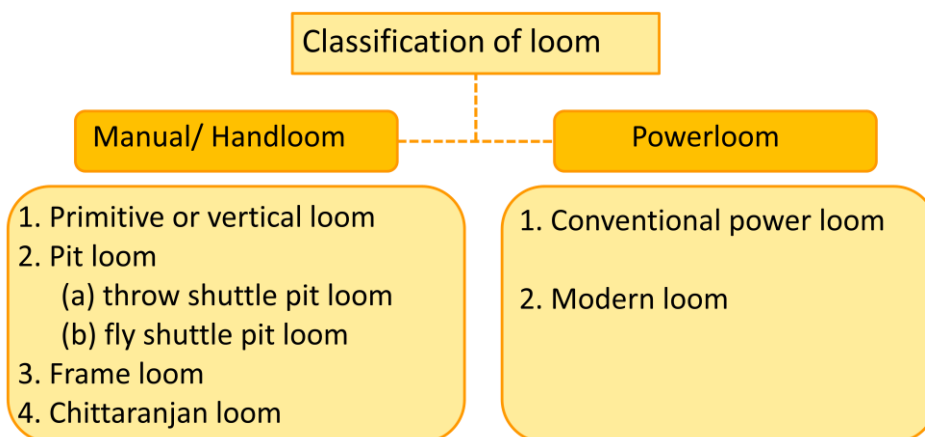 Classification of loom
Manual/ Handloom
Powerloom
1. Primitive or vertical loom
2. Pit loom
(a) throw shuttle pit loom
(b) fly shuttle pit loom
3. Frame loom
4. Chittaranjan loom
1. Conventional power loom
2. Modern loom